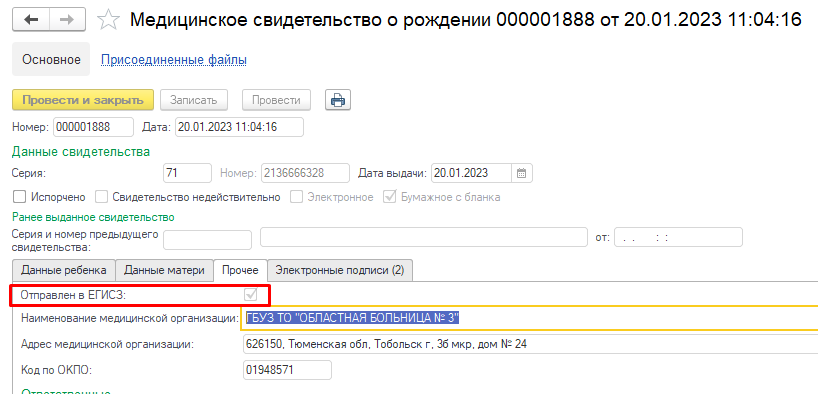 Медицинское свидетельство о рождении 000001888 от 20.01.2023 11:04:16
Основное Присоединенные файлы
Провести и закрыть Записать Провести
Номер: 000001888 Дата: 20.01.2023 11:04:16
Данные свидетельства
Серия: 71 Номер: 2136666328 Дата выдачи: 20.01.2023
Испорчено Свидетельство недействительно Электронное Бумажное с бланка
Ранее выданное свидетельство
Серия и номер предыдущего
свидетельства: от: . . : :
Данные ребенка Данные матери Прочее Электронные подписи (2)
Отправлен в ЕГИСЗ:
Наименование медицинской организации: ГБУЗ ТО "ОБЛАСТНАЯ БОЛЬНИЦА № 3"
Адрес медицинской организации: 626150, Тюменская обл, Тобольск г, 3б мкр, дом № 24
Код по ОКПО: 01948571
Ответственные